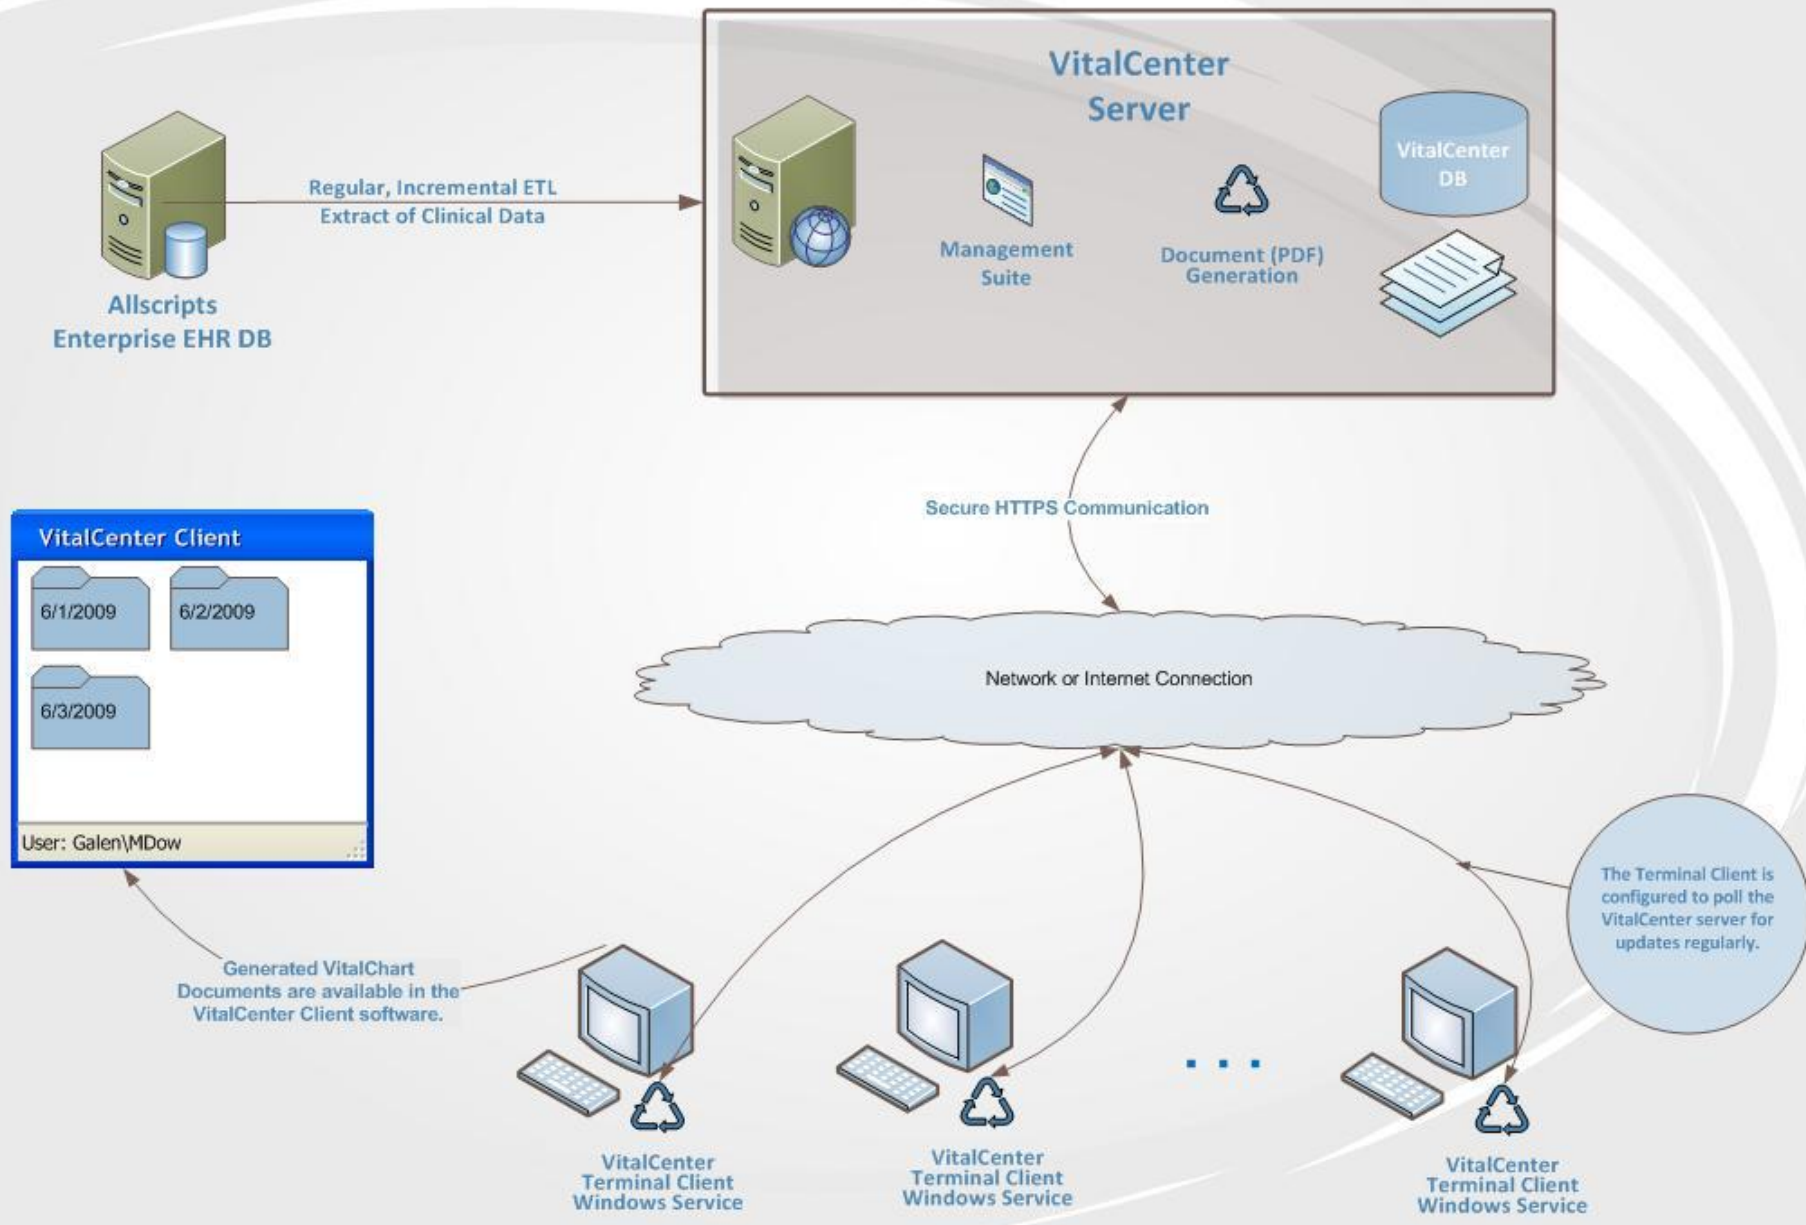 VitalCenter
Server
VitalCenter
DB
Regular, Incremental ETL
Extract of Clinical Data
Management
Suite
Document (PDF)
Generation
Allscripts
Enterprise EHR DB
Secure HTTPS Communication
VitalCenter Client
6/1/2009
6/2/2009
6/3/2009
User: Galen\MDow
Network or Internet Connection
The Terminal Client is
configured to poll the
VitalCenter server for
updates regularly.
Generated VitalChart
Documents are available in the
VitalCenter Client software.
. . .
VitalCenter
Terminal Client
Windows Service
VitalCenter
Terminal Client
Windows Service
VitalCenter
Terminal Client
Windows Service